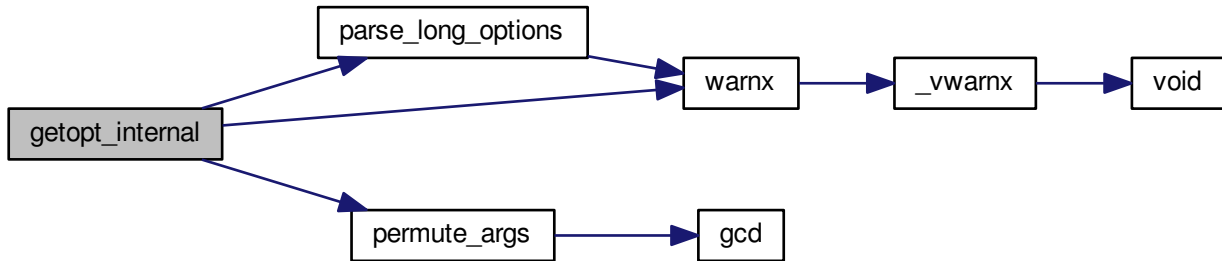 parse_long_options
warnx
_vwarnx
void
getopt_internal
permute_args
gcd